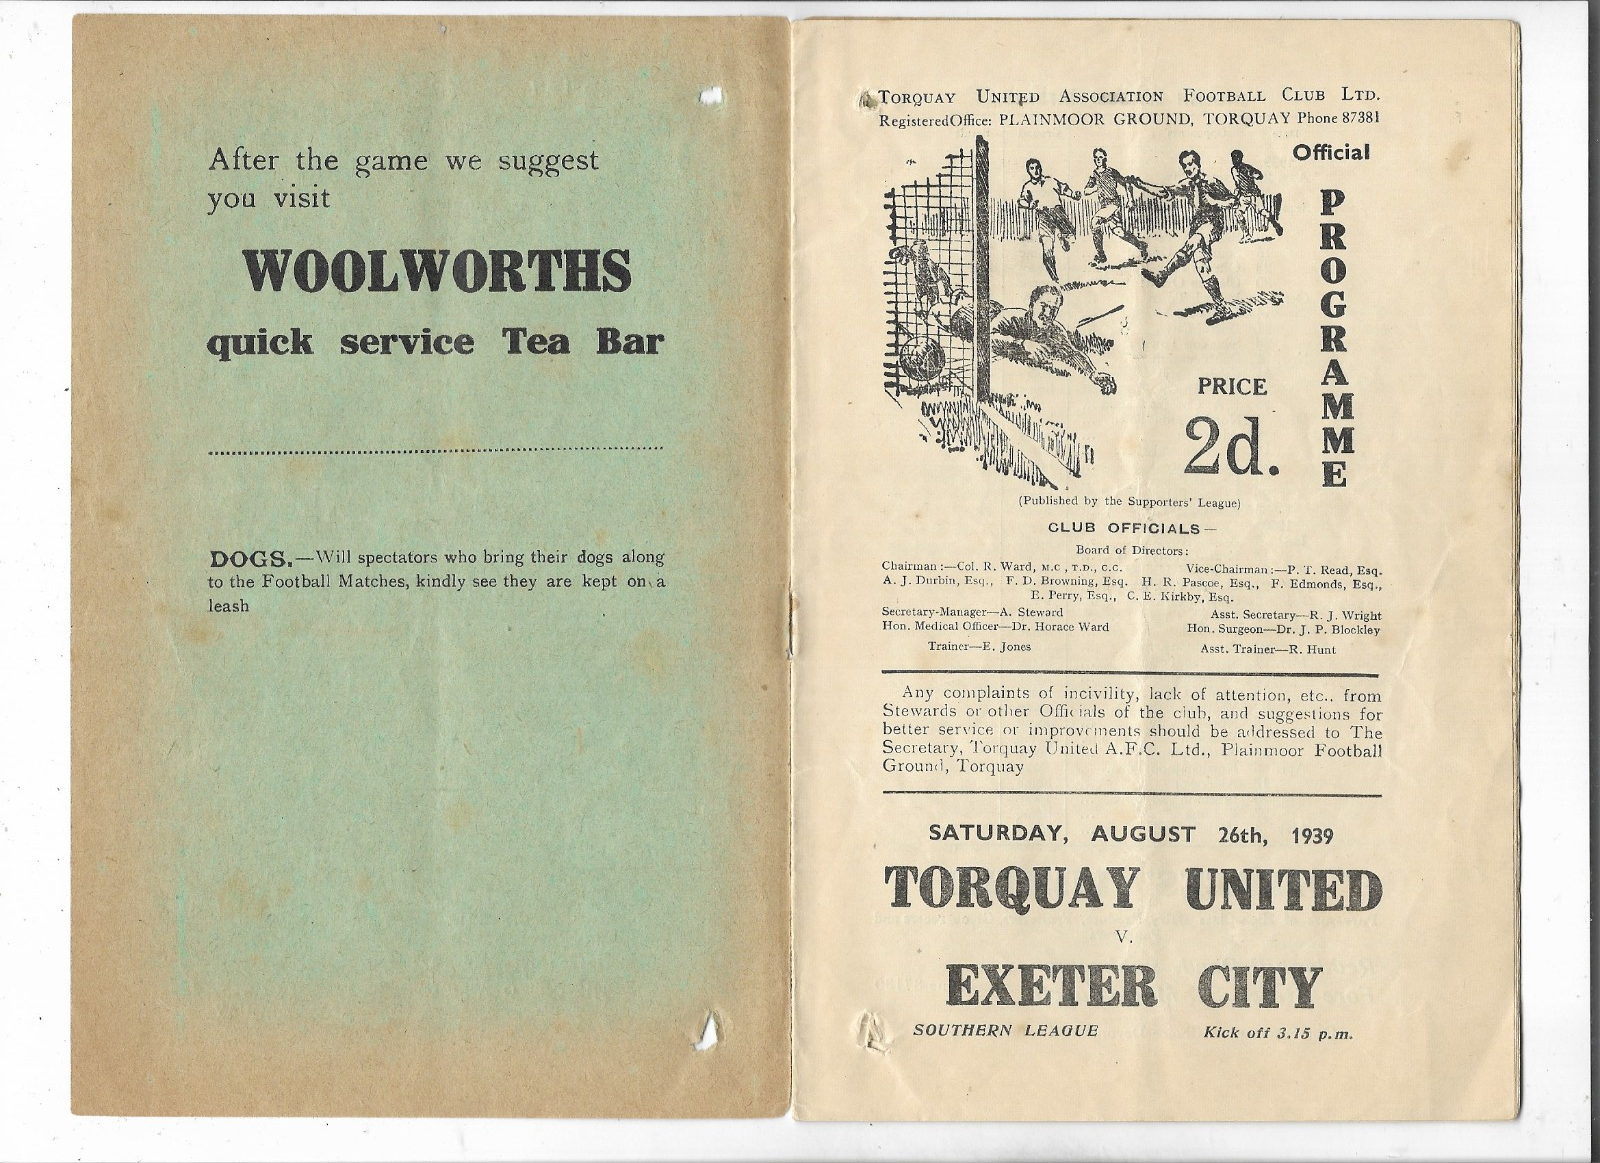 After the game we suggest
you visit
WOOLWORTHS
quick service Tea Bar
DOGS.—Will spectators who bring their dogs along
to the Football Matches, kindly see they are kept on a
leash
TORQUAY UNITED ASSOCIATION FOOTBALL CLUB LTD.
Registered Office: PLAINMOOR GROUND, TORQUAY Phone 87381
Official
PROGRAMME
PRICE
2d.
(Published by the Supporters' League)
CLUB OFFICIALS—
Board of Directors:
Chairman:—Col. R. Ward, M.C., T.D., C.C. Vice-Chairman:—P. T. Read, Esq.
A. J. Durbin, Esq., F. D. Browning, Esq. H. R. Pascoe, Esq., F. Edmonds, Esq.,
E. Perry, Esq., C. E. Kirkby, Esq.
Secretary-Manager—A. Steward Asst. Secretary—R. J. Wright
Hon. Medical Officer—Dr. Horace Ward Hon. Surgeon—Dr. J. P. Blockley
Trainer—E. Jones Asst. Trainer—R. Hunt
Any complaints of incivility, lack of attention, etc.. from
Stewards or other Officials of the club, and suggestions for
better service or improvements should be addressed to The
Secretary, Torquay United A.F.C. Ltd., Plainmoor Football
Ground, Torquay
SATURDAY, AUGUST 26th, 1939
TORQUAY UNITED
V.
EXETER CITY
SOUTHERN LEAGUE Kick off 3.15 p.m.